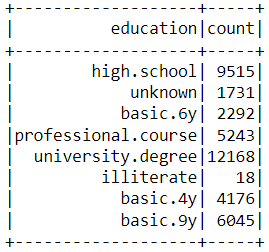 +-------------------+-----+
|          education|count|
+-------------------+-----+
|        high.school| 9515|
|            unknown| 1731|
|           basic.6y| 2292|
|professional.course| 5243|
|  university.degree|12168|
|         illiterate|   18|
|           basic.4y| 4176|
|           basic.9y| 6045|
+-------------------+-----+